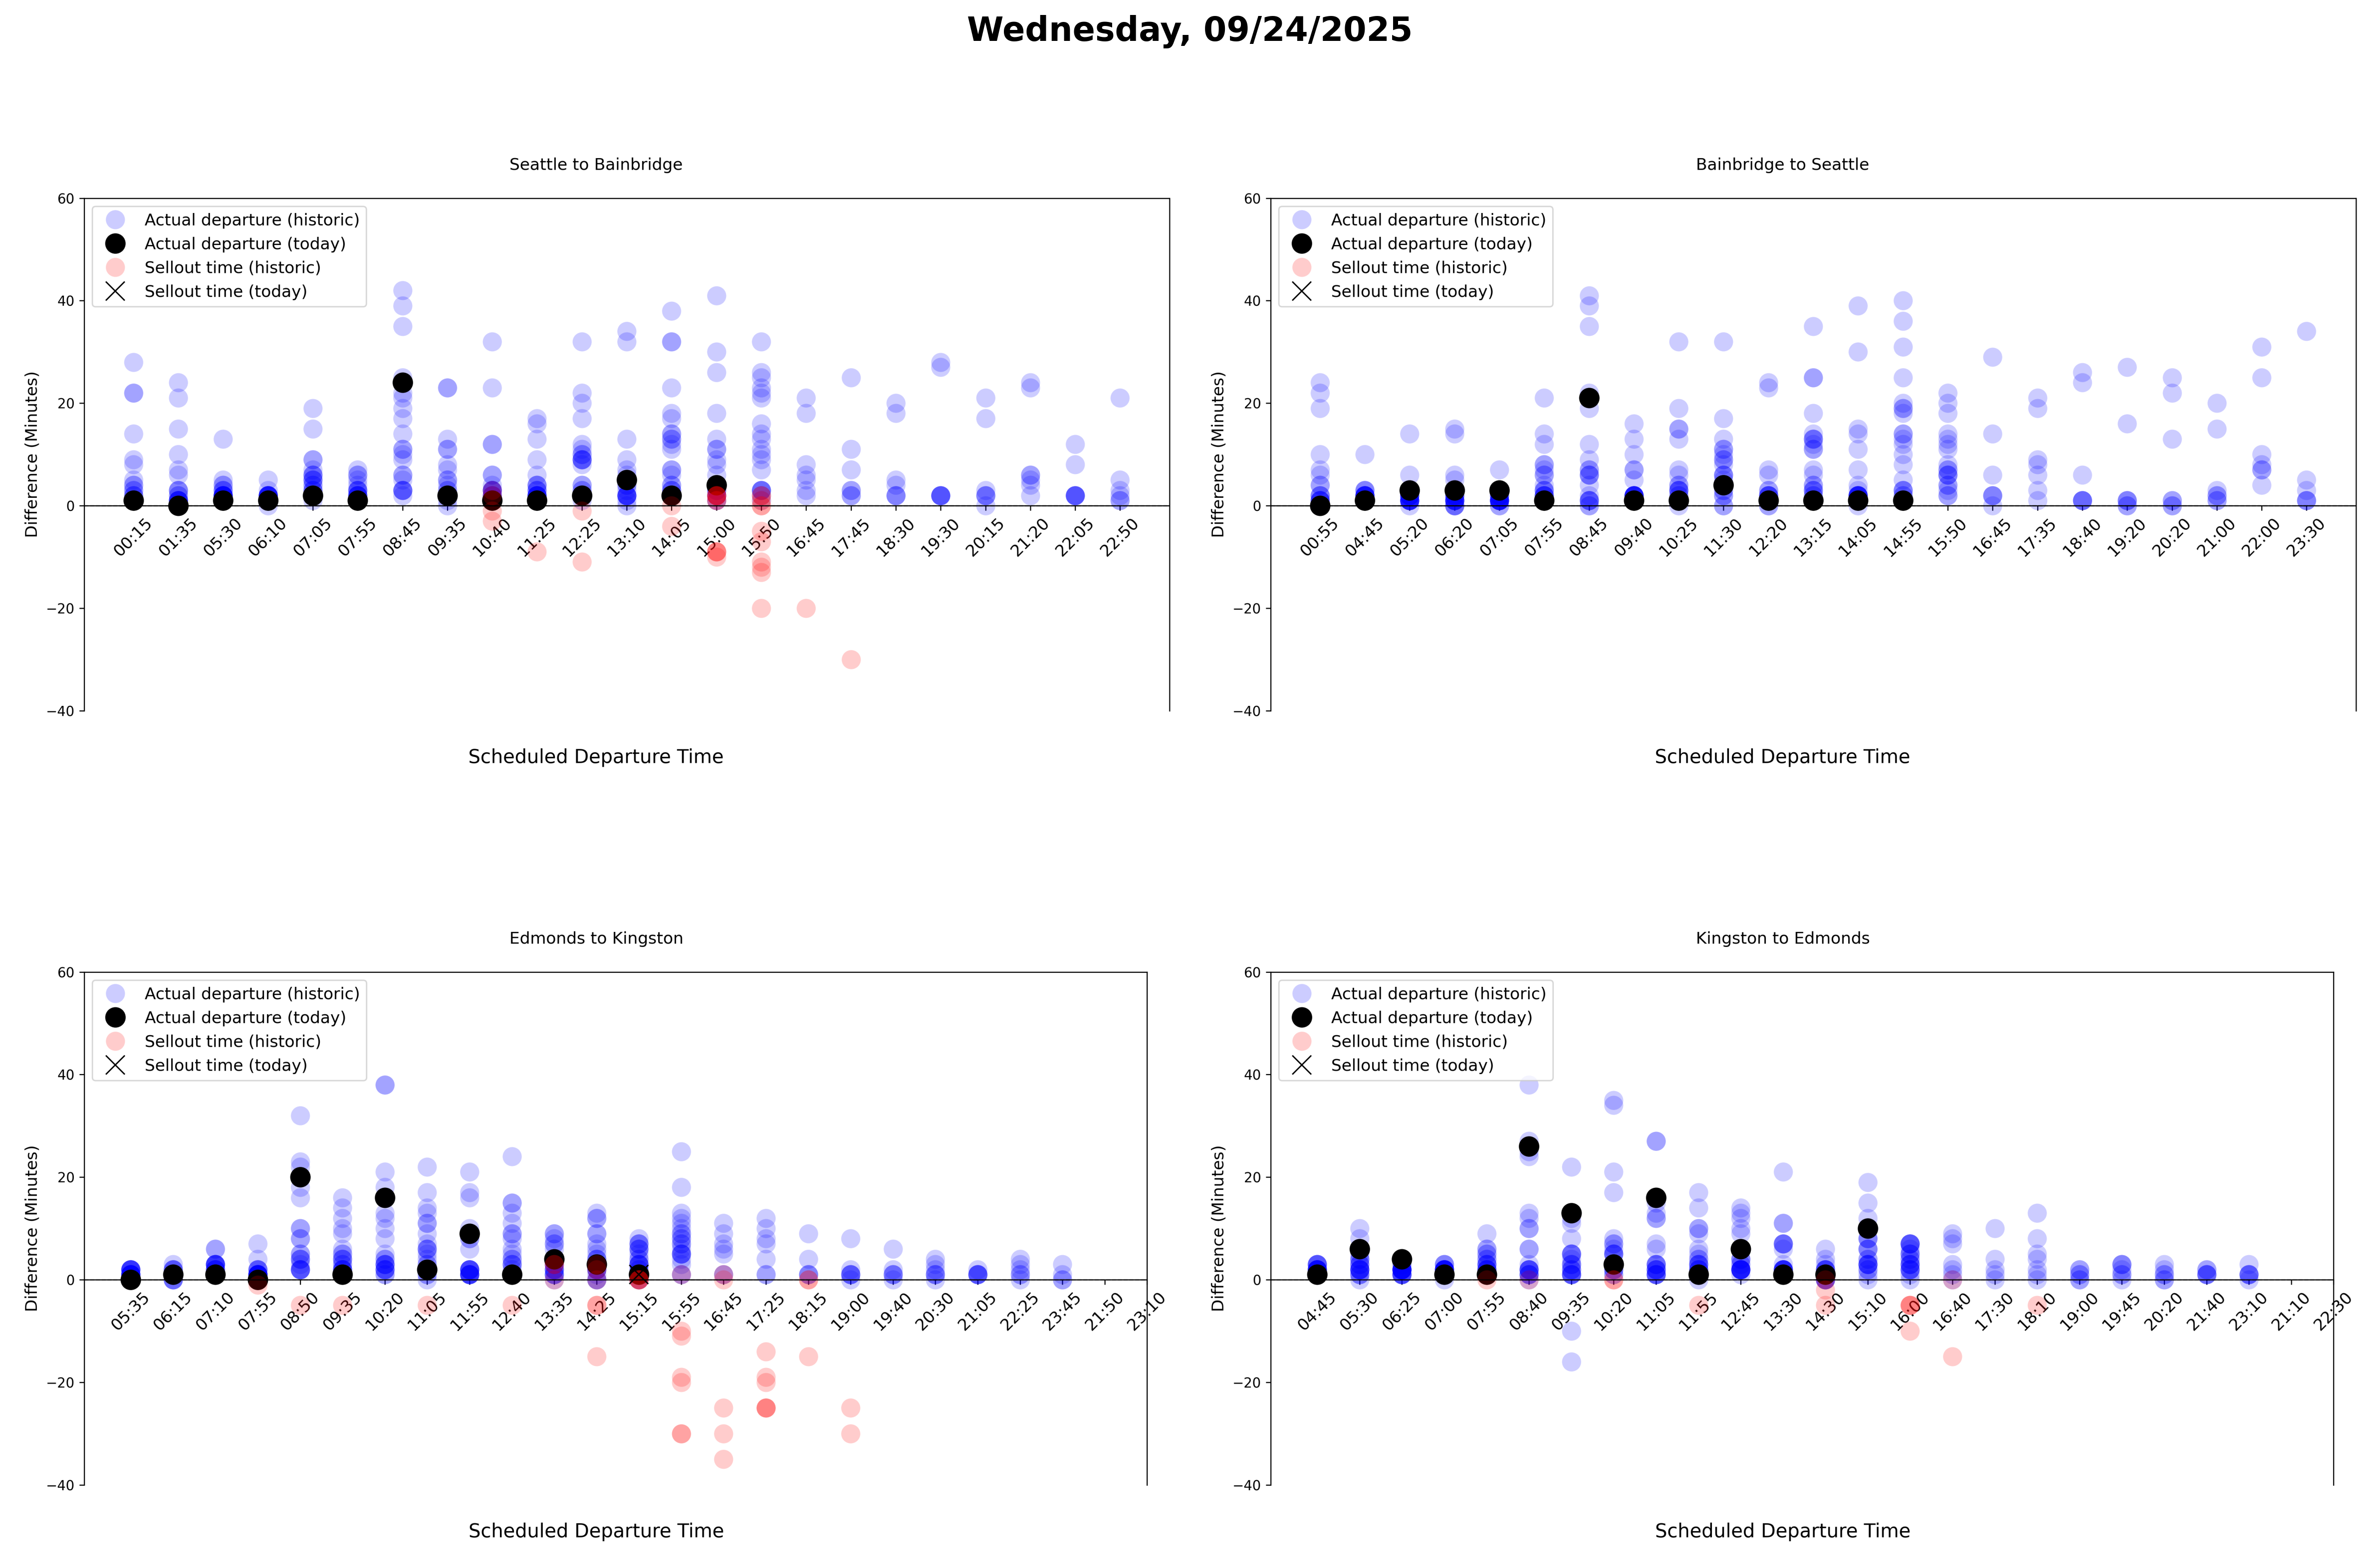 Wednesday, 09/24/2025
Seattle to Bainbridge
60
40
20
0
−20
−40
Difference (Minutes)
Actual departure (historic)
Actual departure (today)
Sellout time (historic)
Sellout time (today)
00:15 01:35 05:30 06:10 07:05 07:55 08:45 09:35 10:40 11:25 12:25 13:10 14:05 15:00 15:50 16:45 17:45 18:30 19:30 20:15 21:20 22:05 22:50
Scheduled Departure Time
Bainbridge to Seattle
60
40
20
0
−20
−40
Difference (Minutes)
Actual departure (historic)
Actual departure (today)
Sellout time (historic)
Sellout time (today)
00:55 04:45 05:20 06:20 07:05 07:55 08:45 09:40 10:25 11:30 12:20 13:15 14:05 14:55 15:50 16:45 17:35 18:40 19:20 20:20 21:00 22:00 23:30
Scheduled Departure Time
Edmonds to Kingston
60
40
20
0
−20
−40
Difference (Minutes)
Actual departure (historic)
Actual departure (today)
Sellout time (historic)
Sellout time (today)
05:35 06:15 07:10 07:55 08:50 09:35 10:20 11:05 11:55 12:40 13:35 14:25 15:15 15:55 16:45 17:25 18:15 19:00 19:40 20:30 21:05 22:25 23:45 21:50 23:10
Scheduled Departure Time
Kingston to Edmonds
60
40
20
0
−20
−40
Difference (Minutes)
Actual departure (historic)
Actual departure (today)
Sellout time (historic)
Sellout time (today)
04:45 05:30 06:25 07:00 07:55 08:40 09:35 10:20 11:05 11:55 12:45 13:30 14:30 15:10 16:00 16:40 17:30 18:10 19:00 19:45 20:20 21:40 23:10 21:10 22:30
Scheduled Departure Time